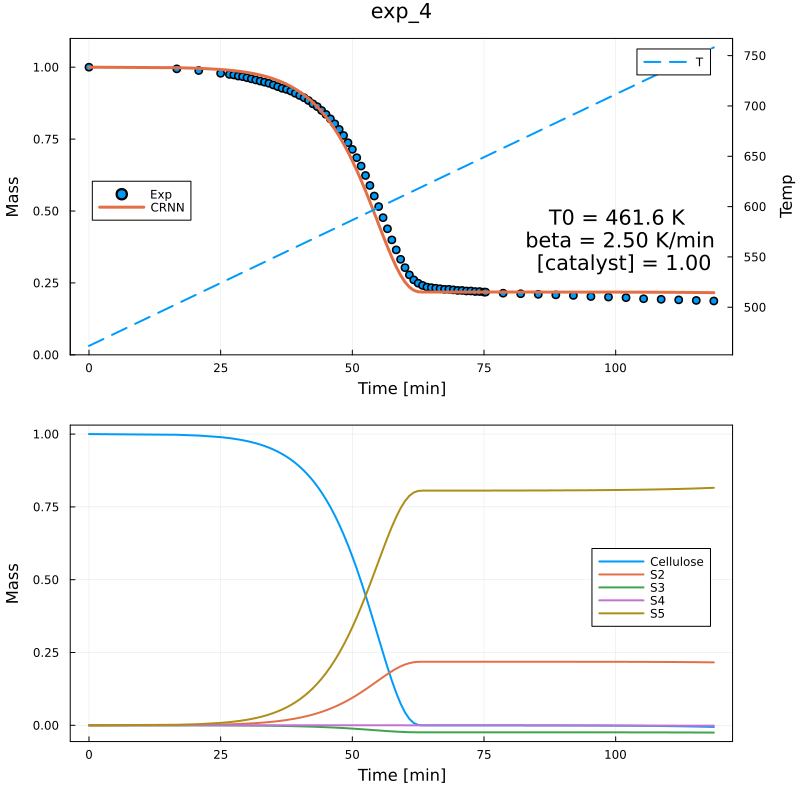 exp_4
1.00
0.75
0.50
0.25
0.00
Mass
750
700
650
600
550
500
Temp
T
Exp
CRNN
T0 = 461.6 K
beta = 2.50 K/min
[catalyst] = 1.00
0 25 50 75 100
Time [min]
1.00
0.75
0.50
0.25
0.00
Mass
Cellulose
S2
S3
S4
S5
0 25 50 75 100
Time [min]